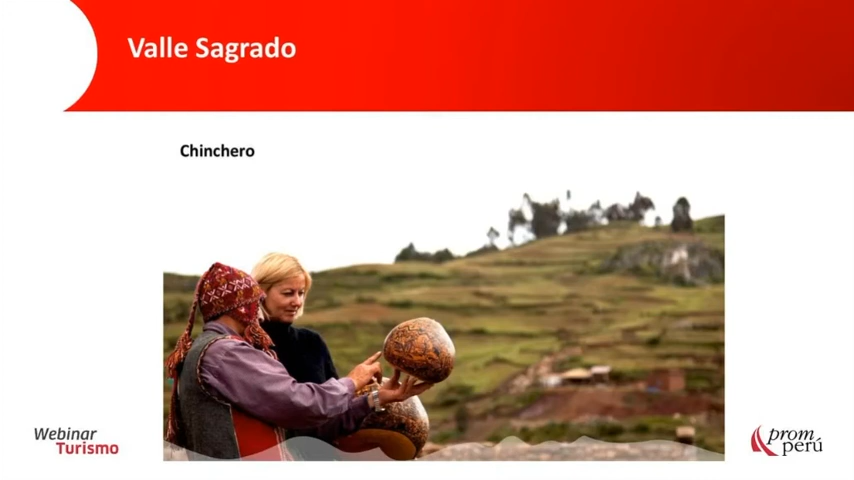 Valle Sagrado
Chinchero
Webinar
Turismo
prom
perú